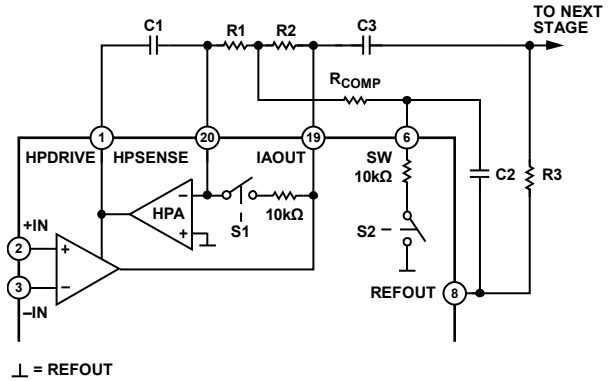 TO NEXT
STAGE
C1
R1
R2
C3
RCOMP
1
20
19
6
HPDRIVE
HPSENSE
IAOUT
SW
10kΩ
C2
R3
HPA
−
+
S1
10kΩ
S2
+IN
2
+
3
−
–IN
REFOUT
8
⊥ = REFOUT